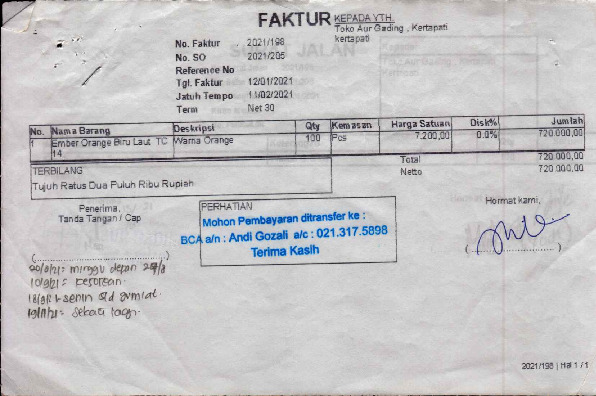 FAKTUR
KEPADA YTH.
Toko Aur Gading , Kertapati
kertapati
No. Faktur 2021/198
No. SO 2021/205
Reference No
Tgl. Faktur 12/01/2021
Jatuh Tempo 11/02/2021
Term Net 30
No. Nama Barang Deskripsi Qty Kemasan Harga Satuan Disk% Jumlah
1 Ember Orange Biru Laut TC 14 Warna Orange 100 Pcs 7.200,00 0.0% 720.000,00
Total 720.000,00
Netto 720.000,00
TERBILANG
Tujuh Ratus Dua Puluh Ribu Rupiah
Penerima,
Tanda Tangan / Cap
PERHATIAN
Mohon Pembayaran ditransfer ke :
BCA a/n : Andi Gozali a/c : 021.317.5898
Terima Kasih
Hormat kami,
(..............................)
(..............................)
minggu depan
senin
2021/198 | Hal 1 / 1